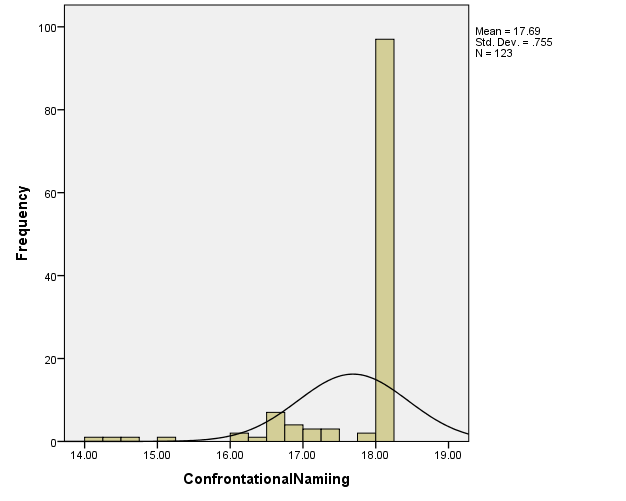 Mean = 17.69
Std. Dev. = .755
N = 123
Frequency
100
80
60
40
20
0
14.00 15.00 16.00 17.00 18.00 19.00
ConfrontationalNamiing